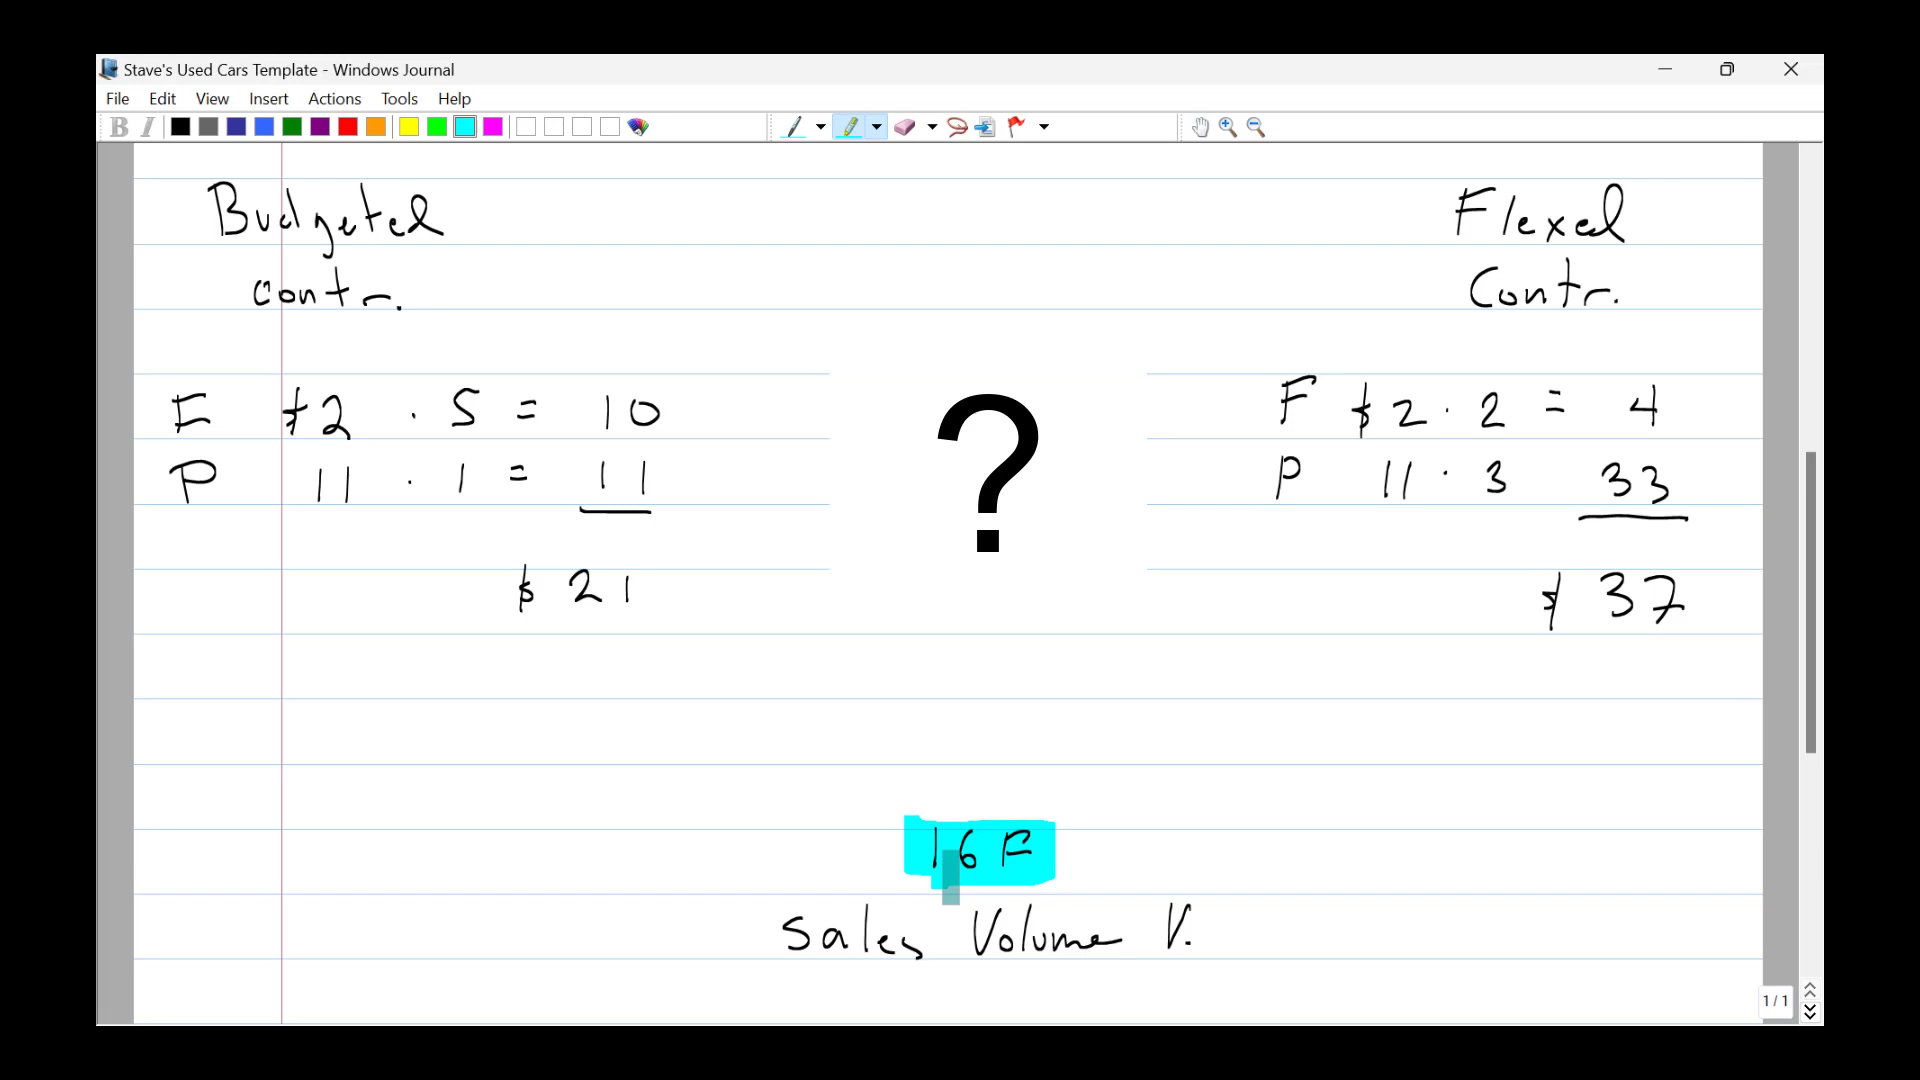 Stave's Used Cars Template - Windows Journal
File Edit View Insert Actions Tools Help
B I
Budgeted
contr.
Flexed
Contr.
F $2 · 5 = 10
P 11 · 1 = 11
$ 21
?
F $2 · 2 = 4
P 11 · 3 33
$ 37
16 F
Sales Volume V.
1 / 1